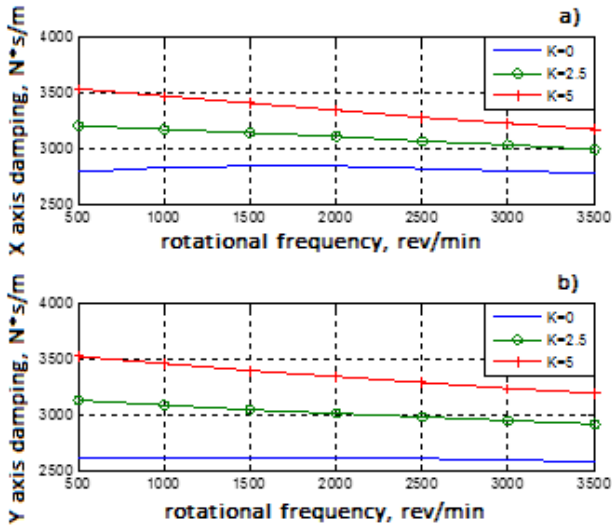 a)
X axis damping, N*s/m
4000
3500
3000
2500
K=0
K=2.5
K=5
500 1000 1500 2000 2500 3000 3500
rotational frequency, rev/min
b)
Y axis damping, N*s/m
4000
3500
3000
2500
K=0
K=2.5
K=5
500 1000 1500 2000 2500 3000 3500
rotational frequency, rev/min